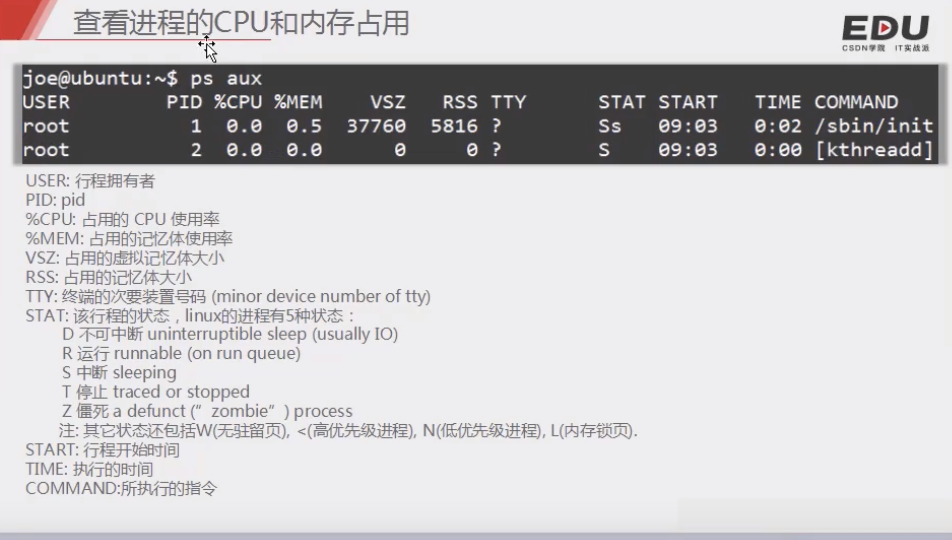 查看进程的CPU和内存占用
EDU
CSDN学院 IT实战派
joe@ubuntu:~$ ps aux
USER PID %CPU %MEM VSZ RSS TTY STAT START TIME COMMAND
root 1 0.0 0.5 37760 5816 ? Ss 09:03 0:02 /sbin/init
root 2 0.0 0.0 0 0 ? S 09:03 0:00 [kthreadd]
USER: 行程拥有者
PID: pid
%CPU: 占用的 CPU 使用率
%MEM: 占用的记忆体使用率
VSZ: 占用的虚拟记忆体大小
RSS: 占用的记忆体大小
TTY: 终端的次要装置号码 (minor device number of tty)
STAT: 该行程的状态，linux的进程有5种状态：
D 不可中断 uninterruptible sleep (usually IO)
R 运行 runnable (on run queue)
S 中断 sleeping
T 停止 traced or stopped
Z 僵死 a defunct (”zombie”) process
注: 其它状态还包括W(无驻留页), <(高优先级进程), N(低优先级进程), L(内存锁页).
START: 行程开始时间
TIME: 执行的时间
COMMAND:所执行的指令